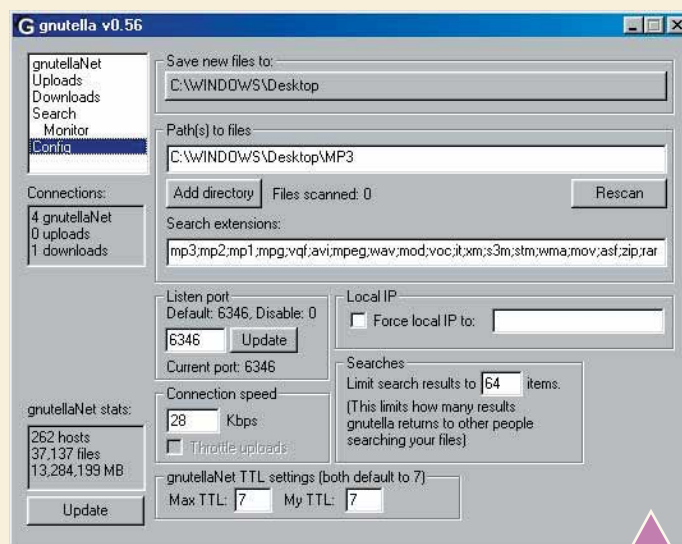 gnutella v0.56
gnutellaNet
Uploads
Downloads
Search
Monitor
Config
Connections:
4 gnutellaNet
0 uploads
1 downloads
gnutellaNet stats:
262 hosts
37,137 files
13,284,199 MB
Update
Save new files to:
C:\WINDOWS\Desktop
Path(s) to files
C:\WINDOWS\Desktop\MP3
Add directory Files scanned: 0 Rescan
Search extensions:
mp3;mp2;mp1;mpg;vqf;avi;mpeg;wav;mod;voc;it;xm;s3m;stm;wma;mov;asf;zip;rar
Listen port
Default: 6346, Disable: 0
6346 Update
Current port: 6346
Local IP
Force local IP to:
Connection speed
28 Kbps
Throttle uploads
Searches
Limit search results to 64 items.
(This limits how many results
gnutella returns to other people
searching your files)
gnutellaNet TTL settings (both default to 7)
Max TTL: 7 My TTL: 7